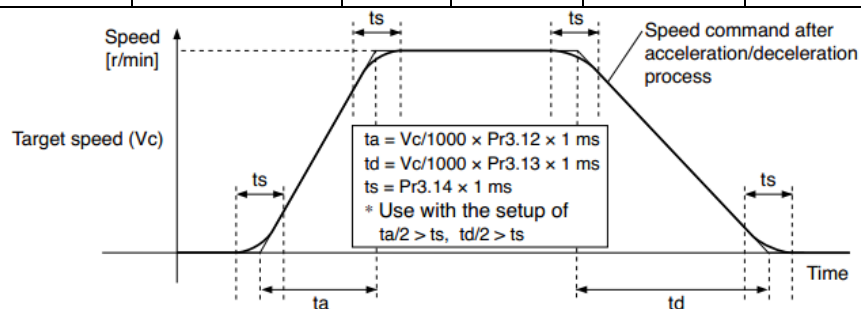 ts
ts
Speed
[r/min]
Speed command after
acceleration/deceleration
process
Target speed (Vc)
ta = Vc/1000 × Pr3.12 × 1 ms
td = Vc/1000 × Pr3.13 × 1 ms
ts = Pr3.14 × 1 ms
* Use with the setup of
ta/2 > ts, td/2 > ts
ts
ts
Time
ta
td